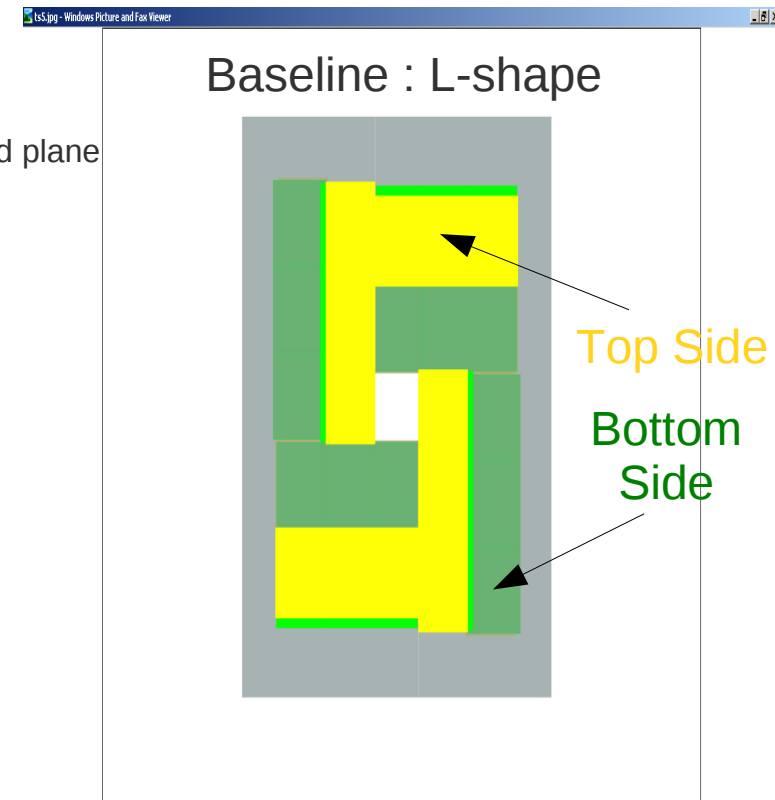 ts5.jpg - Windows Picture and Fax Viewer
Baseline : L-shape
d plane
Top Side
Bottom
Side